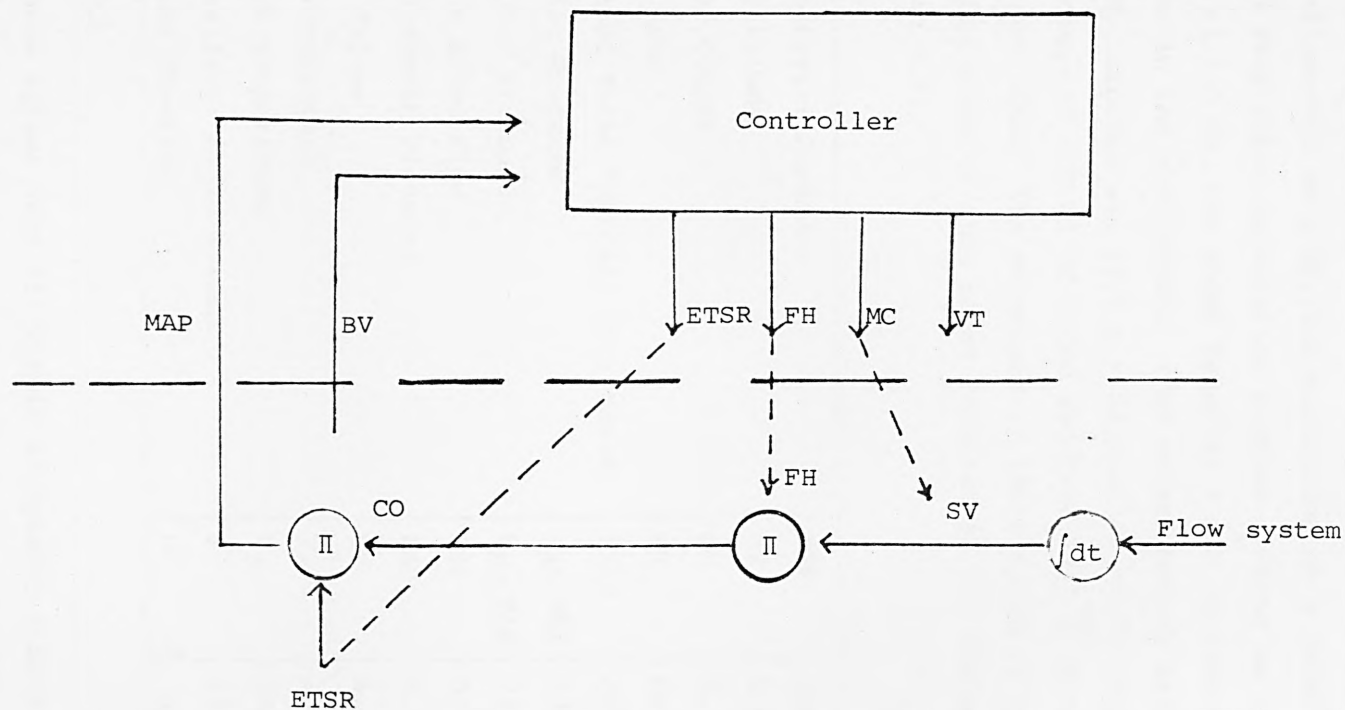 Controller
MAP
BV
ETSR
FH
MC
VT
FH
CO
SV
Π
Π
∫dt
Flow system
ETSR